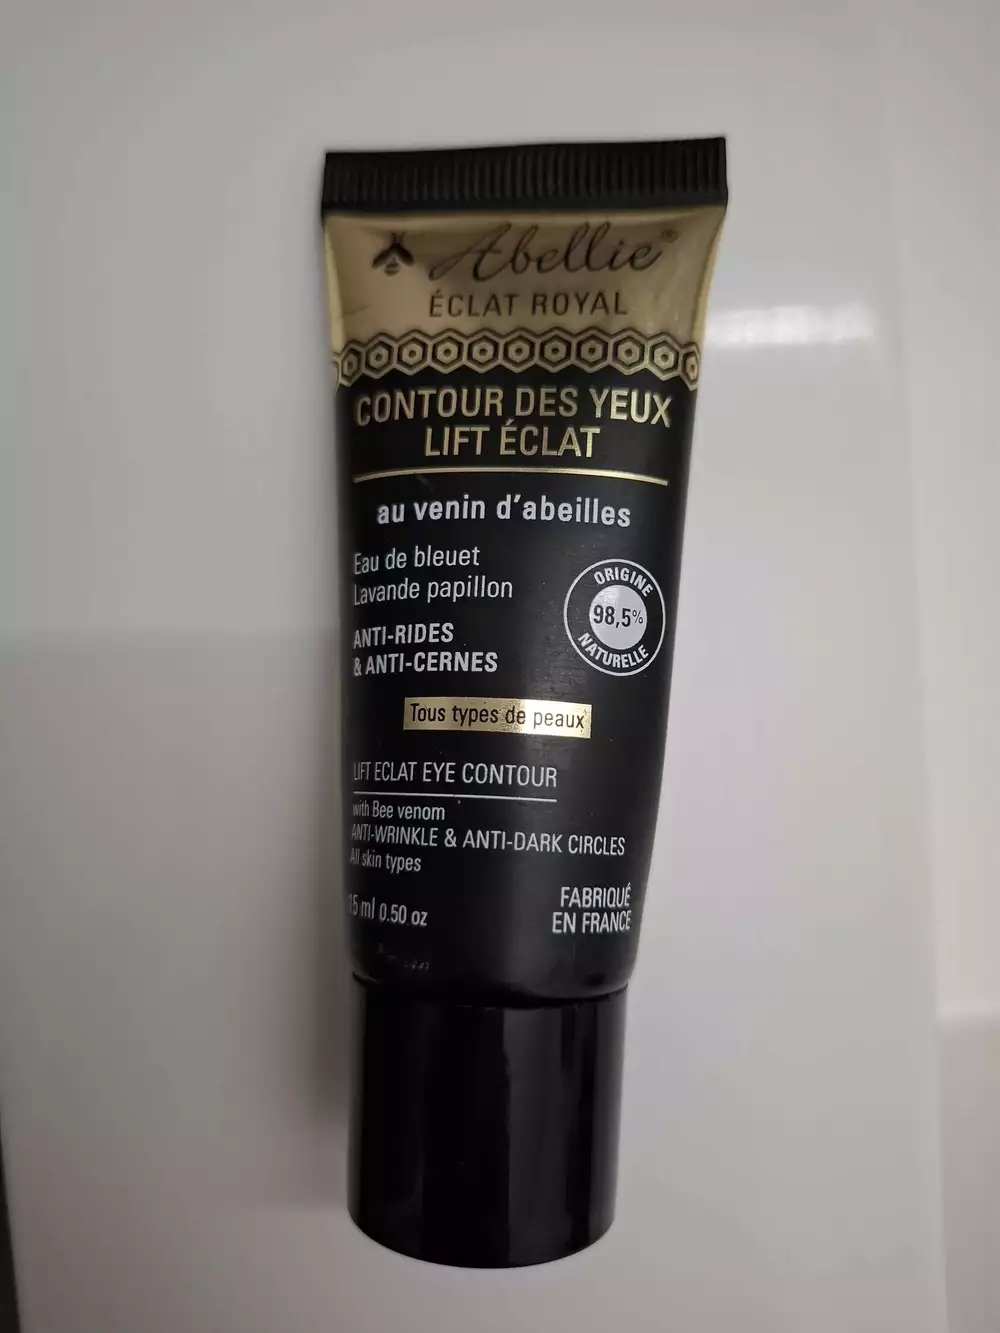 Abellie®
ÉCLAT ROYAL
CONTOUR DES YEUX
LIFT ÉCLAT
au venin d'abeilles
Eau de bleuet
Lavande papillon
ANTI-RIDES
& ANTI-CERNES
ORIGINE
98,5%
NATURELLE
Tous types de peaux
LIFT ECLAT EYE CONTOUR
with Bee venom
ANTI-WRINKLE & ANTI-DARK CIRCLES
All skin types
15 ml 0.50 oz
FABRIQUÉ
EN FRANCE